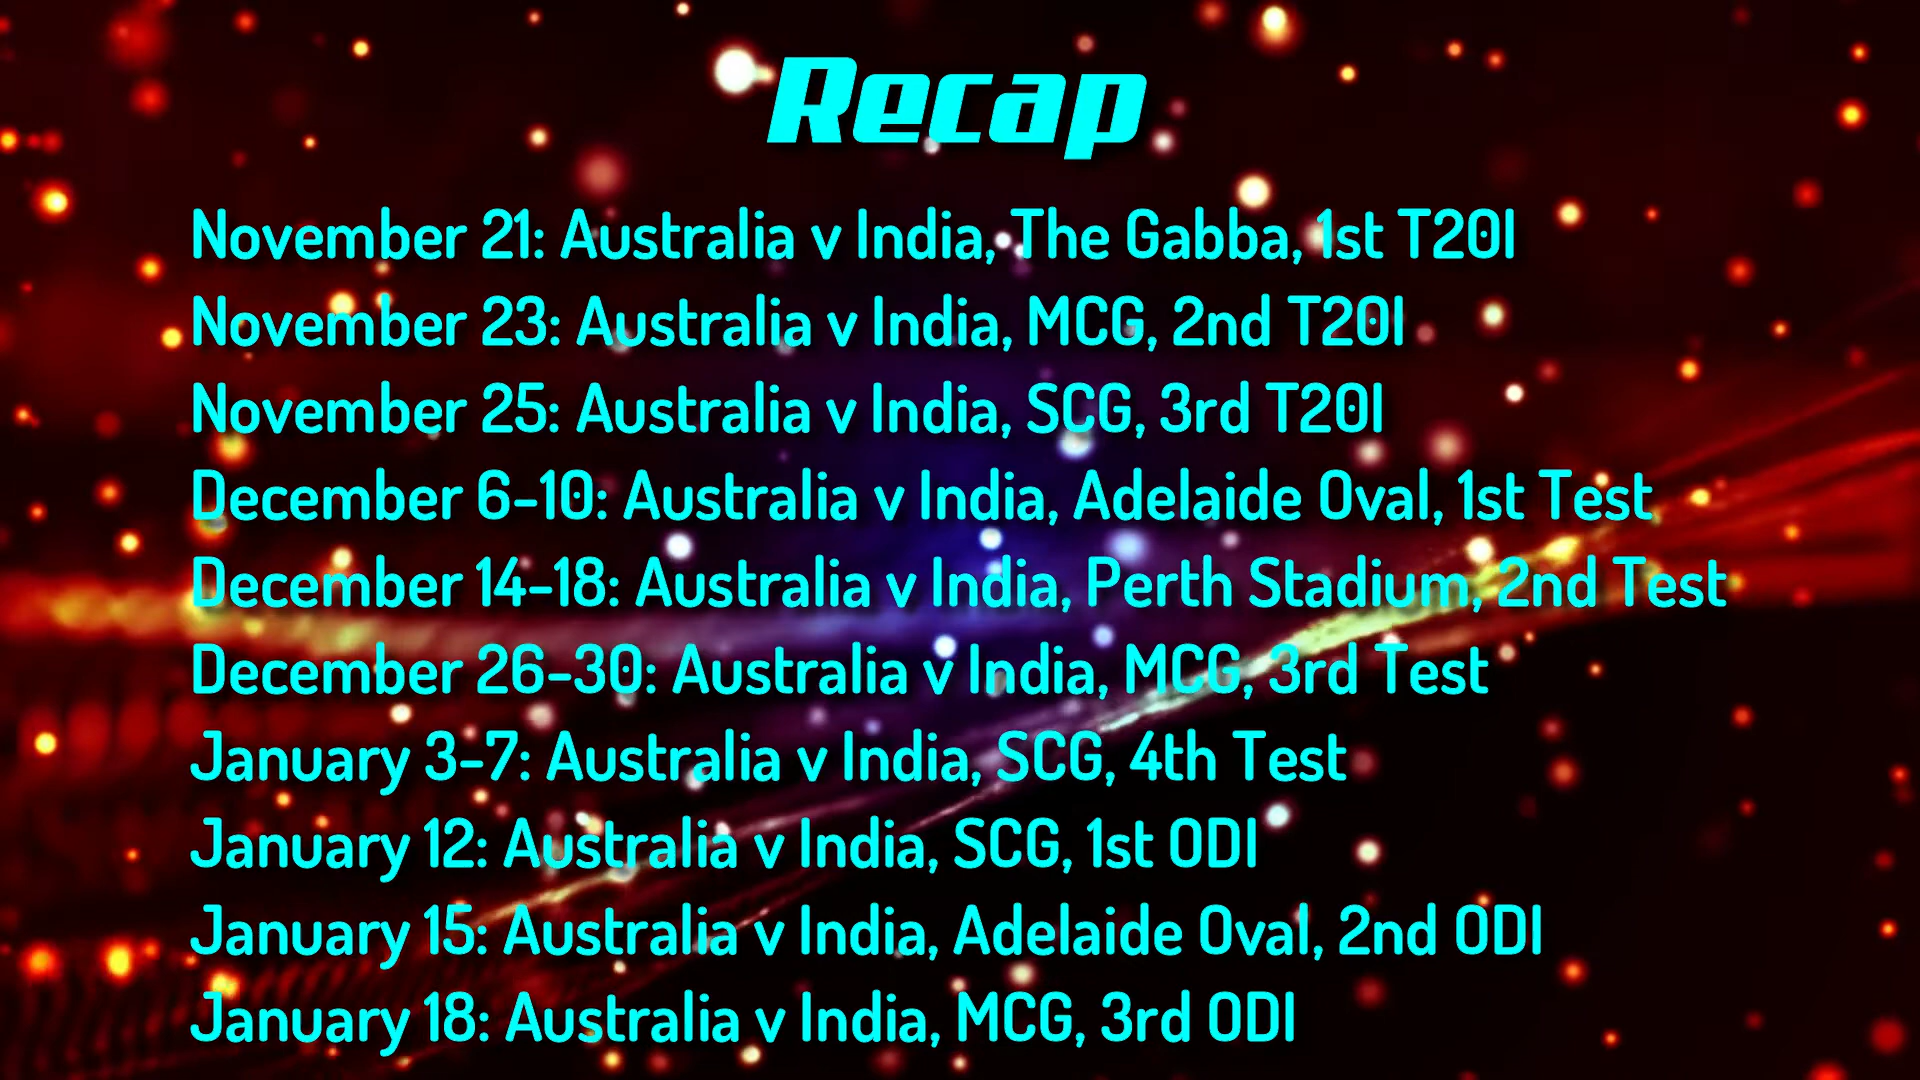 Recap
November 21: Australia v India, The Gabba, 1st T20I
November 23: Australia v India, MCG, 2nd T20I
November 25: Australia v India, SCG, 3rd T20I
December 6-10: Australia v India, Adelaide Oval, 1st Test
December 14-18: Australia v India, Perth Stadium, 2nd Test
December 26-30: Australia v India, MCG, 3rd Test
January 3-7: Australia v India, SCG, 4th Test
January 12: Australia v India, SCG, 1st ODI
January 15: Australia v India, Adelaide Oval, 2nd ODI
January 18: Australia v India, MCG, 3rd ODI